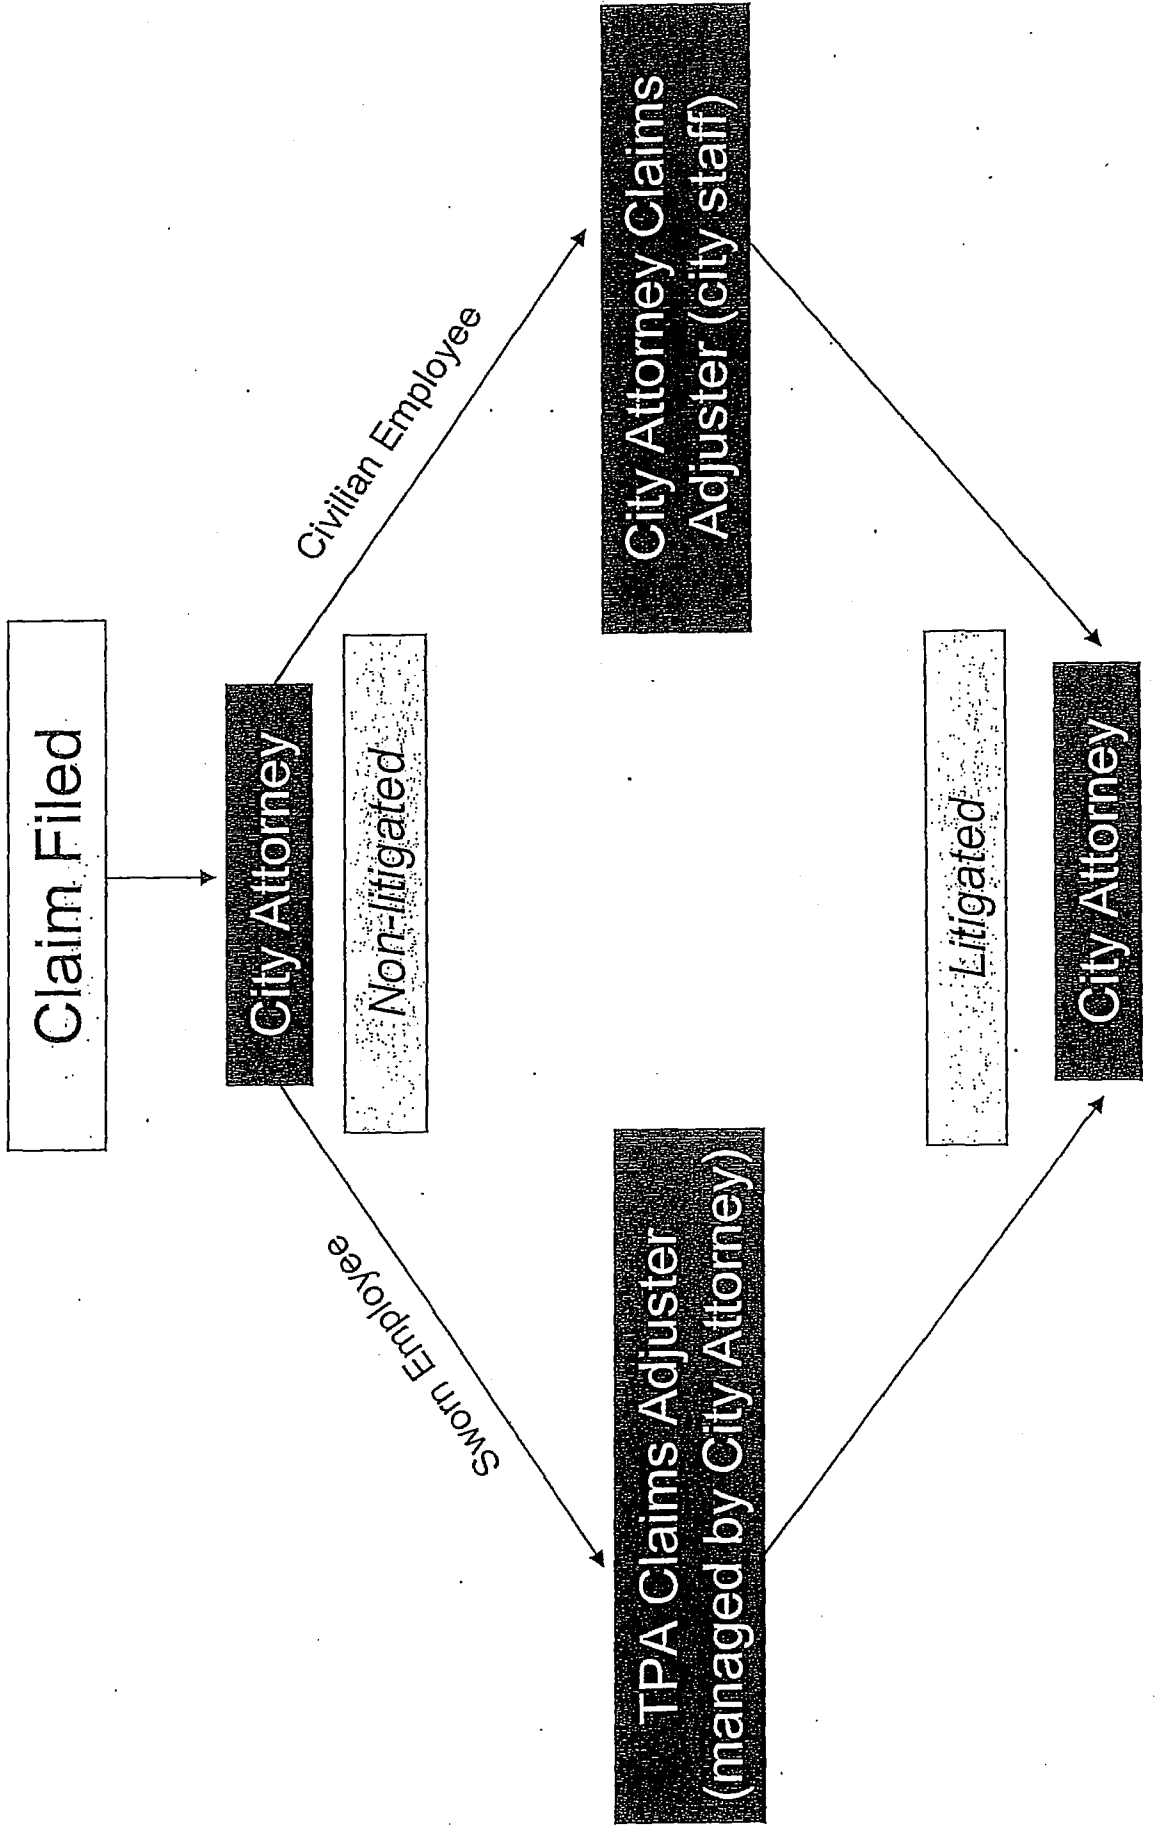 Claim Filed
City Attorney
Sworn Employee
Civilian Employee
Non-litigated
TPA Claims Adjuster
(managed by City Attorney)
City Attorney Claims
Adjuster (city staff)
Litigated
City Attorney